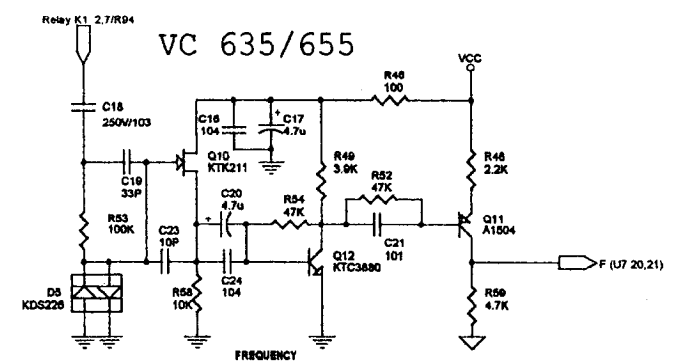 Relay K1 2,7/R94
VC 635/655
VCC
R46
100
C18
250V/103
C16
104
C17
4.7u
Q10
KTK211
C19
33P
R49
3.9K
R52
47K
R48
2.2K
R53
100K
C20
4.7u
R54
47K
Q11
A1504
C23
10P
C21
101
Q12
KTC3880
C24
104
F (U7 20,21)
D5
KDS226
R58
10K
R59
4.7K
FREQUENCY